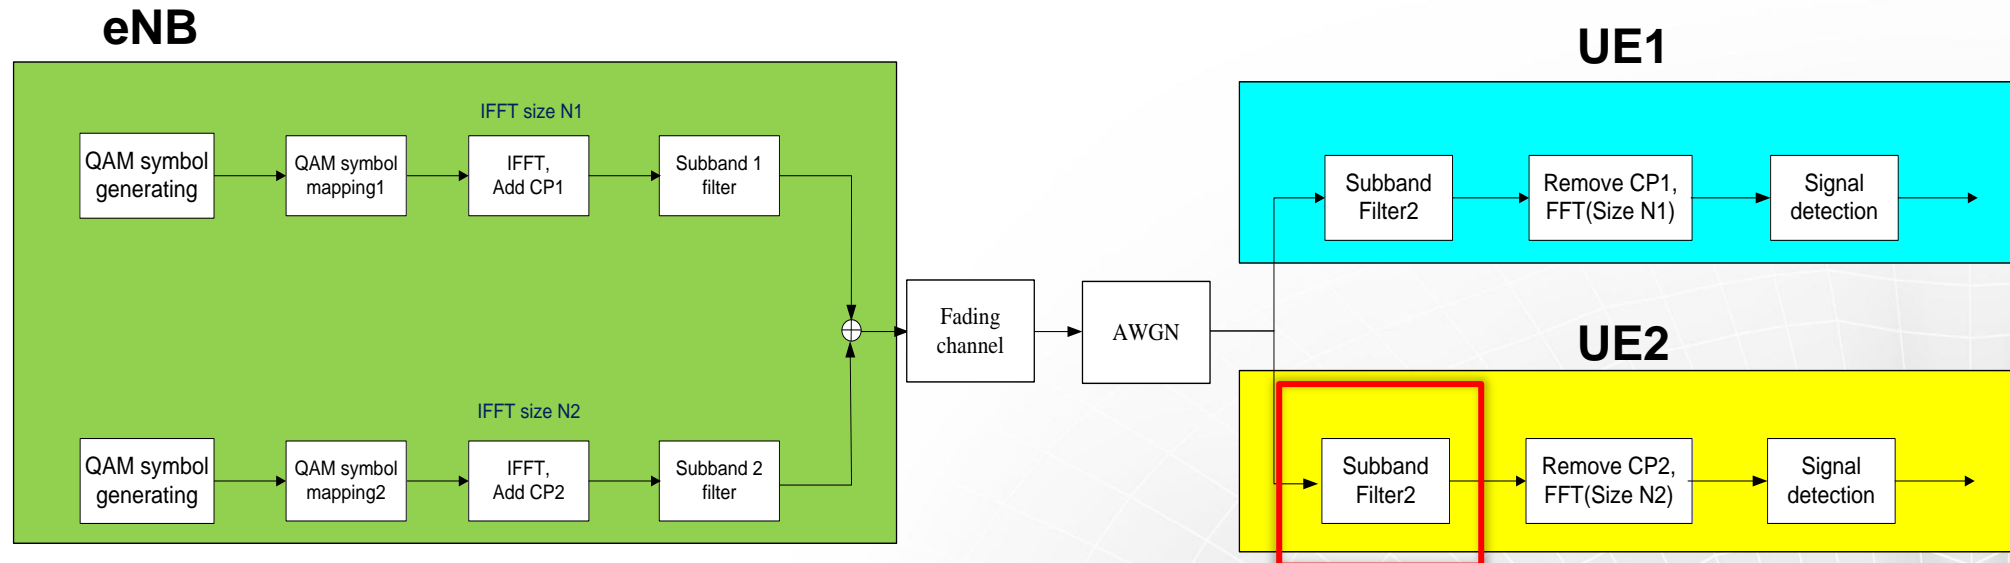 eNB
IFFT size N1
QAM symbol
generating
QAM symbol
mapping1
IFFT,
Add CP1
Subband 1
filter
IFFT size N2
QAM symbol
generating
QAM symbol
mapping2
IFFT,
Add CP2
Subband 2
filter
Fading
channel
AWGN
UE1
Subband
Filter2
Remove CP1,
FFT(Size N1)
Signal
detection
UE2
Subband
Filter2
Remove CP2,
FFT(Size N2)
Signal
detection